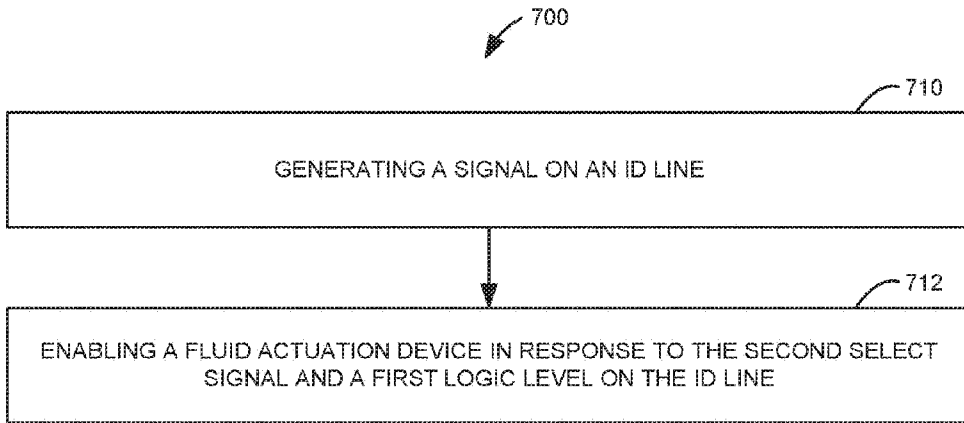 700
710
GENERATING A SIGNAL ON AN ID LINE
712
ENABLING A FLUID ACTUATION DEVICE IN RESPONSE TO THE SECOND SELECT
SIGNAL AND A FIRST LOGIC LEVEL ON THE ID LINE